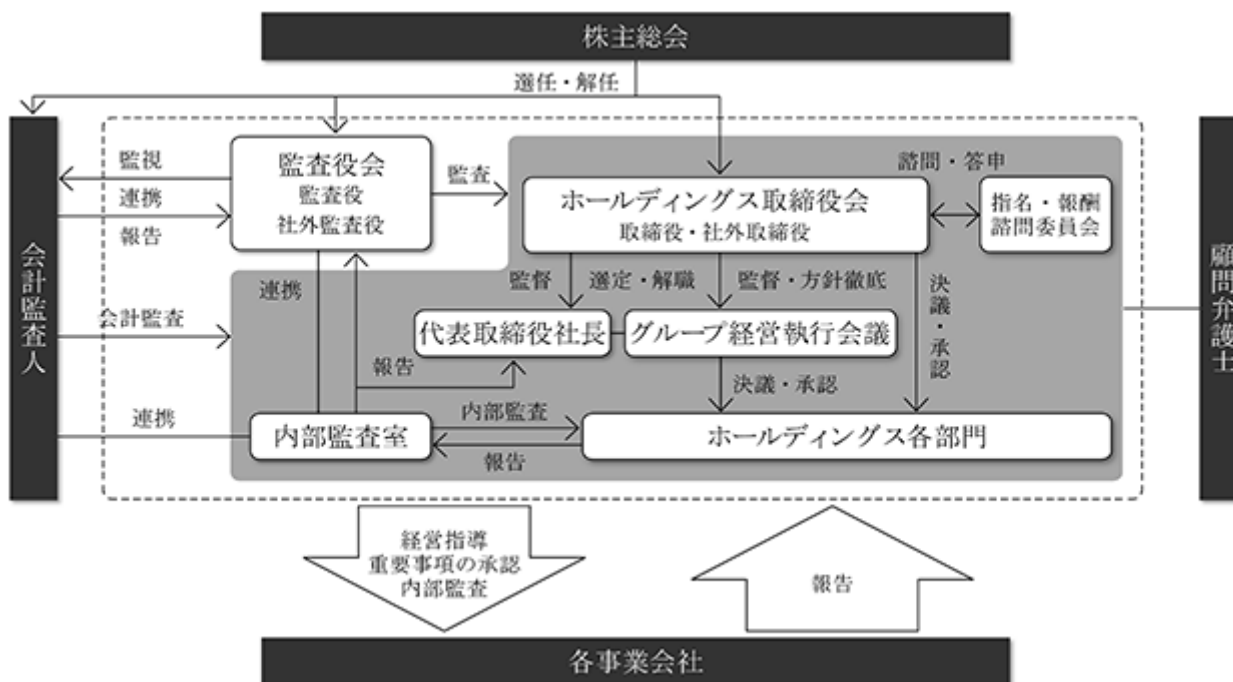 株主総会
選任・解任
監視
連携
報告
監査役会
監査役
社外監査役
監査
諮問・答申
ホールディングス取締役会
取締役・社外取締役
指名・報酬
諮問委員会
会計監査人
顧問弁護士
連携
監督
選定・解職
監督・方針徹底
決議・承認
会計監査
代表取締役社長
グループ経営執行会議
報告
決議・承認
連携
内部監査室
内部監査
報告
ホールディングス各部門
経営指導
重要事項の承認
内部監査
報告
各事業会社